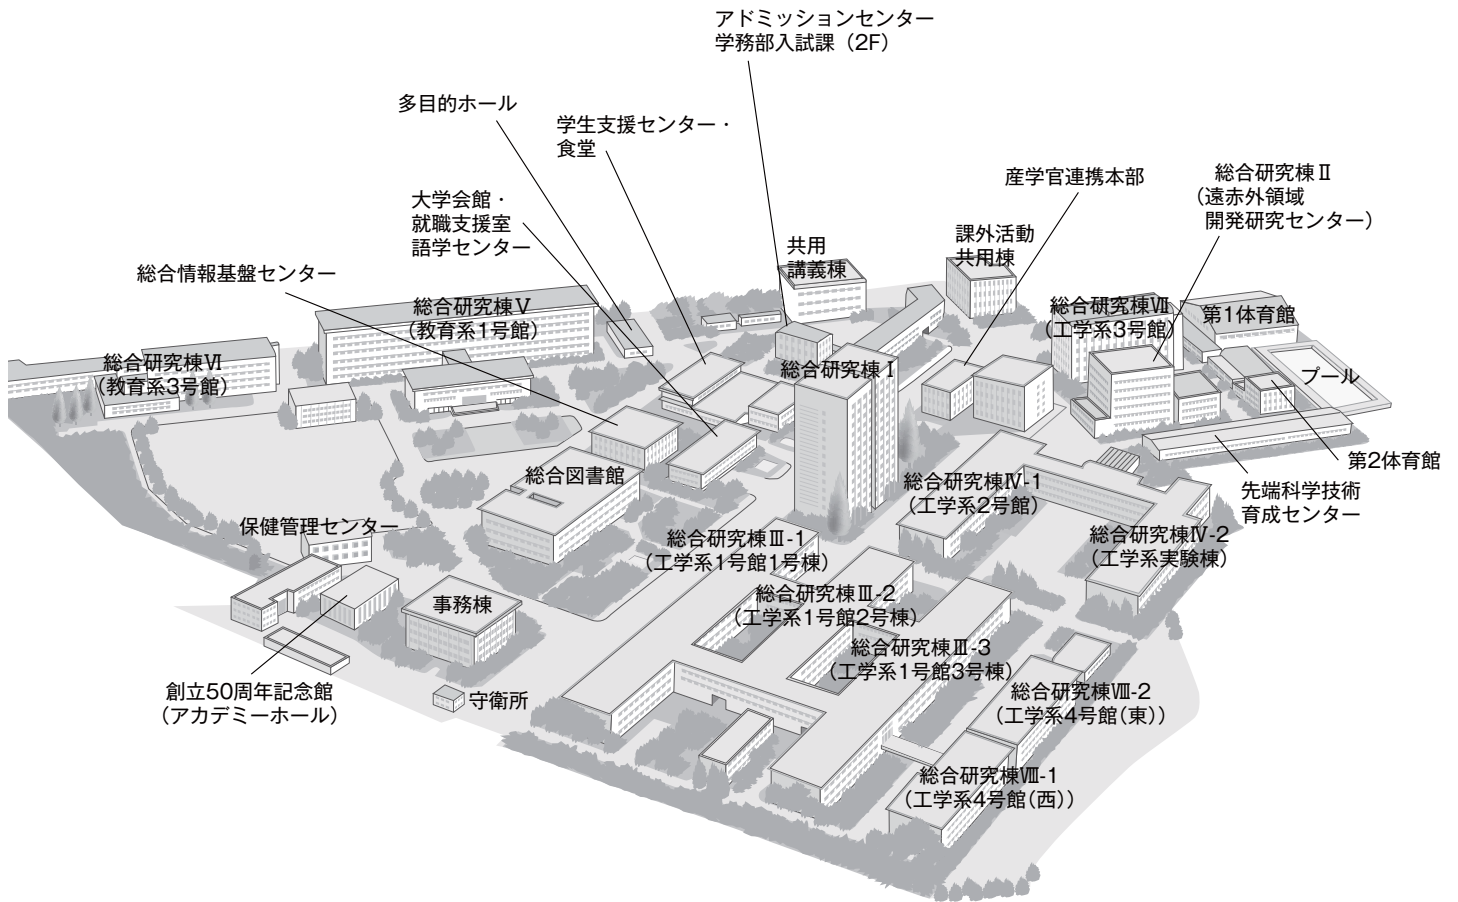 アドミッションセンター
学務部入試課（2F）
多目的ホール
学生支援センター・
食堂
大学会館・
就職支援室
語学センター
産学官連携本部
総合研究棟Ⅱ
（遠赤外領域
開発研究センター）
共用
講義棟
課外活動
共用棟
総合情報基盤センター
総合研究棟Ⅴ
（教育系1号館）
総合研究棟Ⅶ
（工学系3号館）
第1体育館
総合研究棟Ⅵ
（教育系3号館）
総合研究棟Ⅰ
プール
総合図書館
総合研究棟Ⅳ-1
（工学系2号館）
第2体育館
先端科学技術
育成センター
保健管理センター
総合研究棟Ⅲ-1
（工学系1号館1号棟）
総合研究棟Ⅳ-2
（工学系実験棟）
事務棟
総合研究棟Ⅲ-2
（工学系1号館2号棟）
総合研究棟Ⅲ-3
（工学系1号館3号棟）
創立50周年記念館
（アカデミーホール）
守衛所
総合研究棟Ⅷ-2
（工学系4号館（東））
総合研究棟Ⅷ-1
（工学系4号館（西））